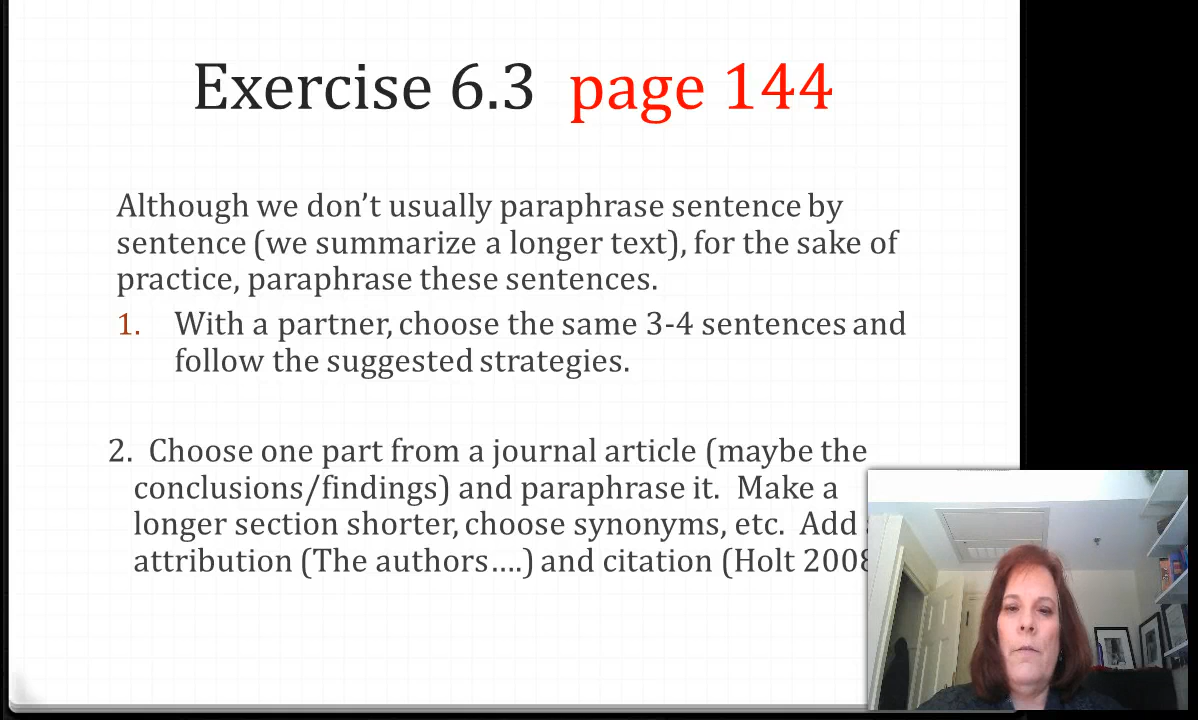 Exercise 6.3 page 144
Although we don’t usually paraphrase sentence by
sentence (we summarize a longer text), for the sake of
practice, paraphrase these sentences.
1. With a partner, choose the same 3-4 sentences and
follow the suggested strategies.
2. Choose one part from a journal article (maybe the
conclusions/findings) and paraphrase it. Make a
longer section shorter, choose synonyms, etc. Add
attribution (The authors….) and citation (Holt 2008